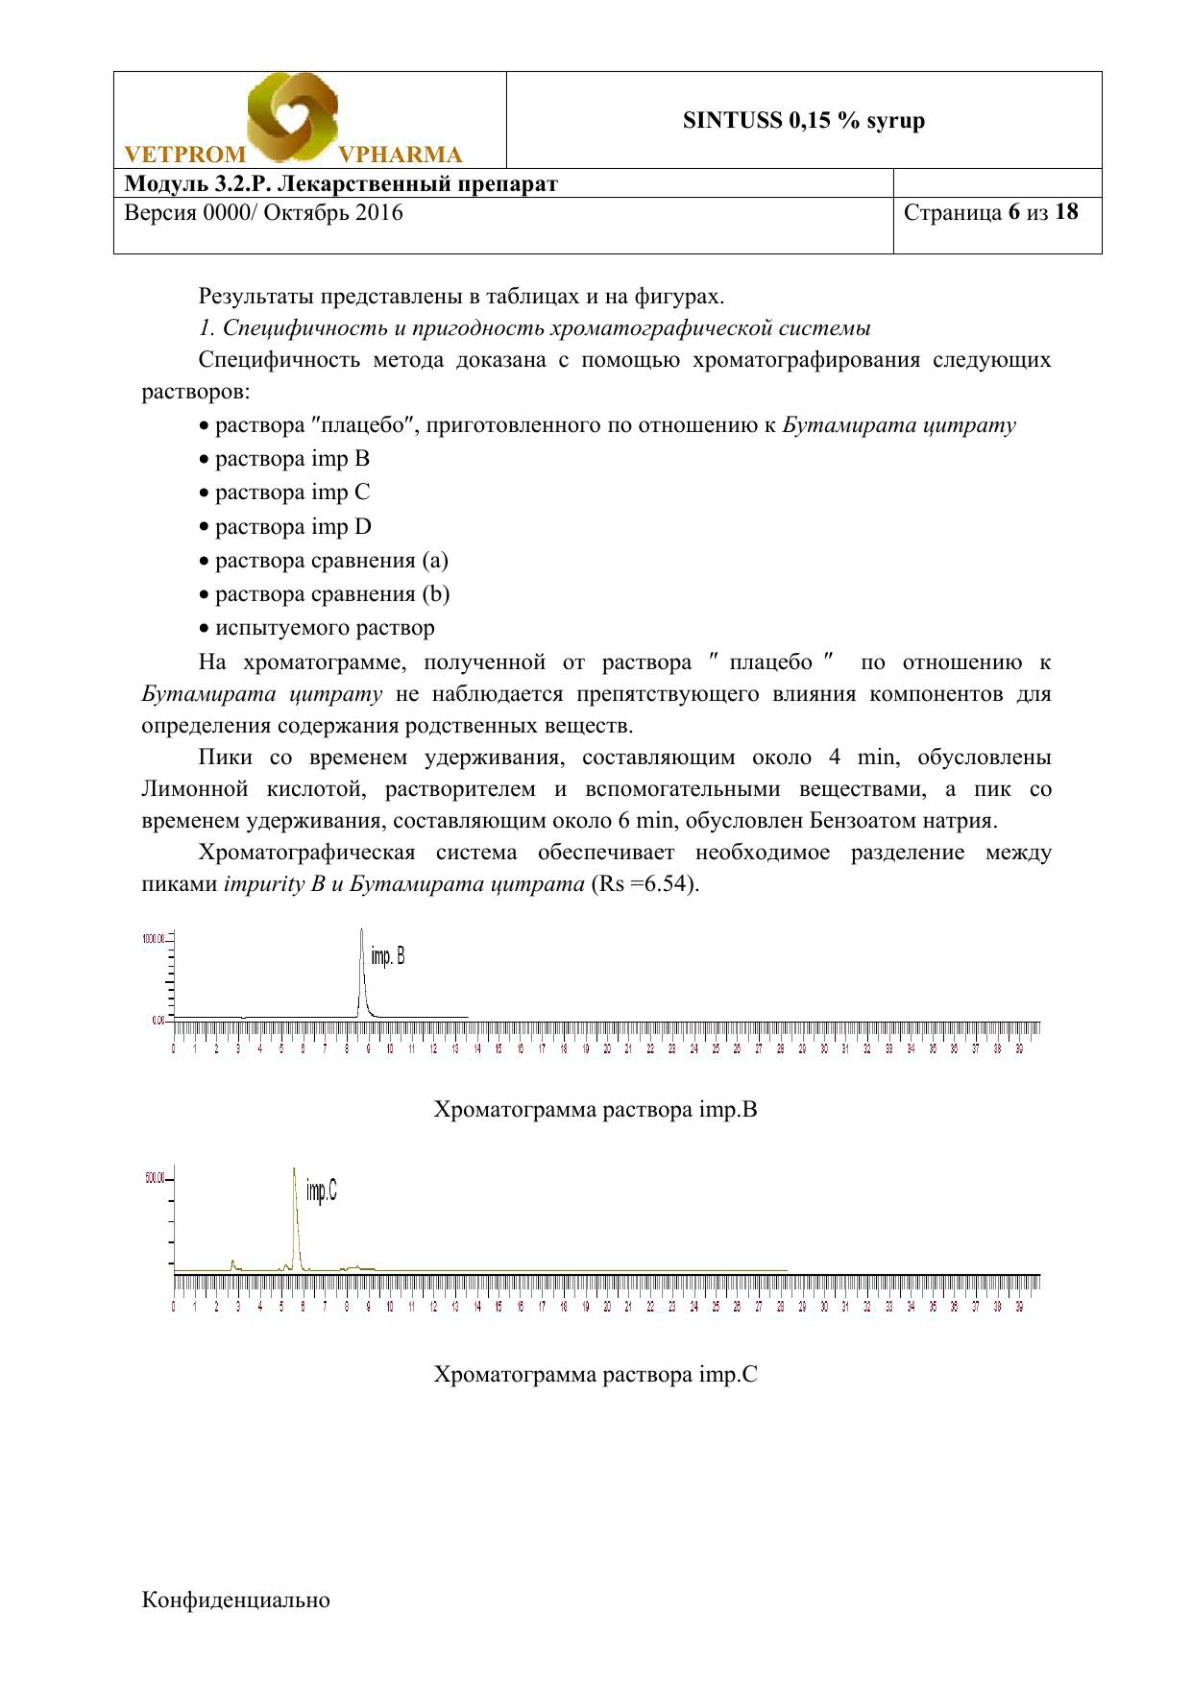 VETPROM VPHARMA
SINTUSS 0,15 % syrup
Модуль 3.2.Р. Лекарственный препарат
Версия 0000/ Октябрь 2016
Страница 6 из 18
Результаты представлены в таблицах и на фигурах.
1. Специфичность и пригодность хроматографической системы
Специфичность метода доказана с помощью хроматографирования следующих
растворов:
• раствора "плацебо", приготовленного по отношению к Бутамирата цитрату
• раствора imp B
• раствора imp C
• раствора imp D
• раствора сравнения (a)
• раствора сравнения (b)
• испытуемого раствор
На хроматограмме, полученной от раствора " плацебо " по отношению к
Бутамирата цитрату не наблюдается препятствующего влияния компонентов для
определения содержания родственных веществ.
Пики со временем удерживания, составляющим около 4 min, обусловлены
Лимонной кислотой, растворителем и вспомогательными веществами, а пик со
временем удерживания, составляющим около 6 min, обусловлен Бензоатом натрия.
Хроматографическая система обеспечивает необходимое разделение между
пиками impurity B и Бутамирата цитрата (Rs =6.54).
1000.00
imp. B
0.00
0 1 2 3 4 5 6 7 8 9 10 11 12 13 14 15 16 17 18 19 20 21 22 23 24 25 26 27 28 29 30 31 32 33 34 35 36 37 38 39
Хроматограмма раствора imp.B
500.00
imp.C
0 1 2 3 4 5 6 7 8 9 10 11 12 13 14 15 16 17 18 19 20 21 22 23 24 25 26 27 28 29 30 31 32 33 34 35 36 37 38 39
Хроматограмма раствора imp.C
Конфиденциально